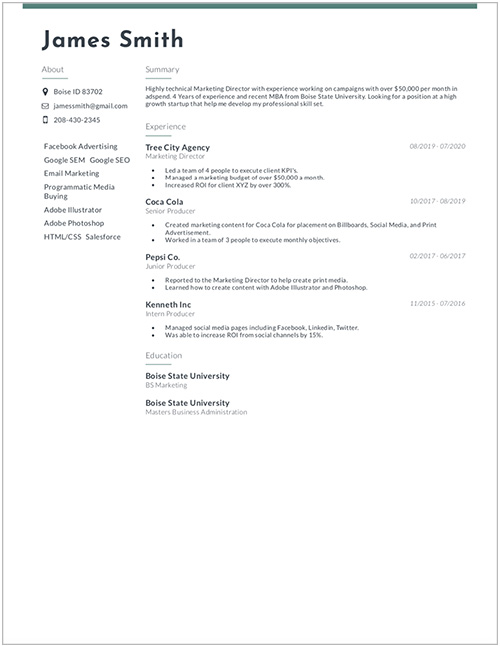 James Smith
About
Boise ID 83702
jamessmith@gmail.com
208-430-2345
Facebook Advertising
Google SEM Google SEO
Email Marketing
Programmatic Media
Buying
Adobe Illustrator
Adobe Photoshop
HTML/CSS Salesforce
Summary
Highly technical Marketing Director with experience working on campaigns with over $50,000 per month in
adspend. 4 Years of experience and recent MBA from Boise State University. Looking for a position at a high
growth startup that help me develop my professional skill set.
Experience
Tree City Agency 08/2019 - 07/2020
Marketing Director
• Led a team of 4 people to execute client KPI's.
• Managed a marketing budget of over $50,000 a month.
• Increased ROI for client XYZ by over 300%.
Coca Cola 10/2017 - 08/2019
Senior Producer
• Created marketing content for Coca Cola for placement on Billboards, Social Media, and Print
Advertisement.
• Worked in a team of 3 people to execute monthly objectives.
Pepsi Co. 02/2017 - 06/2017
Junior Producer
• Reported to the Marketing Director to help create print media.
• Learned how to create content with Adobe Illustrator and Photoshop.
Kenneth Inc 11/2015 - 07/2016
Intern Producer
• Managed social media pages including Facebook, Linkedin, Twitter.
• Was able to increase ROI from social channels by 15%.
Education
Boise State University
BS Marketing
Boise State University
Masters Business Administration